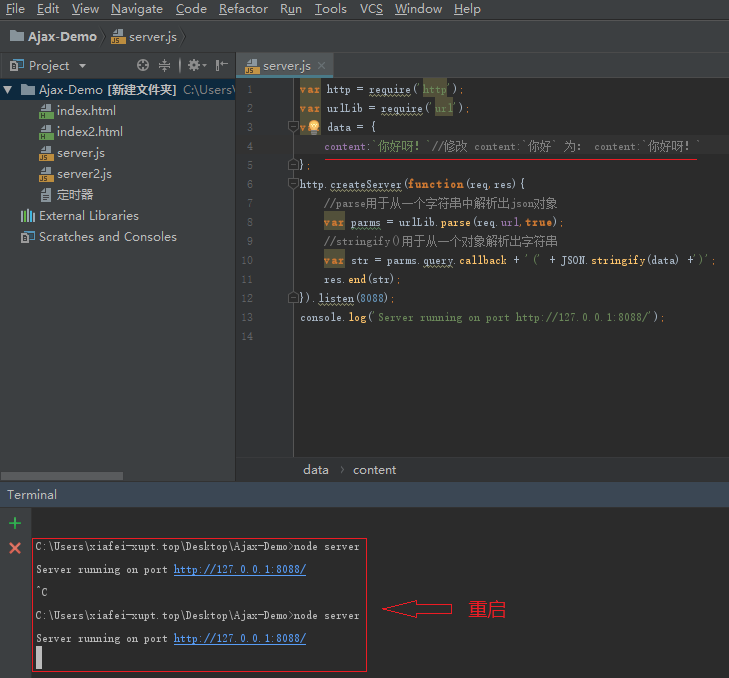 File Edit View Navigate Code Refactor Run Tools VCS Window Help
Ajax-Demo server.js
Project
server.js
Ajax-Demo [新建文件夹] C:\Users\
index.html
index2.html
server.js
server2.js
定时器
External Libraries
Scratches and Consoles
1 var http = require('http');
2 var urlLib = require('url');
3 var data = {
4 content:`你好呀! `//修改 content:`你好` 为: content:`你好呀! `
5 };
6 http.createServer(function(req,res){
7 //parse用于从一个字符串中解析出json对象
8 var parms = urlLib.parse(req.url,true);
9 //stringify()用于从一个对象解析出字符串
10 var str = parms.query.callback + '(' + JSON.stringify(data) +')';
11 res.end(str);
12 }).listen(8088);
13 console.log('Server running on port http://127.0.0.1:8088/');
14
data content
Terminal
C:\Users\xiafei-xupt.top\Desktop\Ajax-Demo>node server
Server running on port http://127.0.0.1:8088/
^C
C:\Users\xiafei-xupt.top\Desktop\Ajax-Demo>node server
Server running on port http://127.0.0.1:8088/
重启